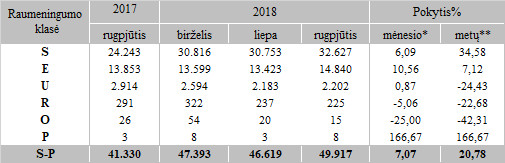 Raumeningumo klasė 2017 2018 Pokytis%
rugpjūtis birželis liepa rugpjūtis mėnesio* metų**
S 24.243 30.816 30.753 32.627 6,09 34,58
E 13.853 13.599 13.423 14.840 10,56 7,12
U 2.914 2.594 2.183 2.202 0,87 -24,43
R 291 322 237 225 -5,06 -22,68
O 26 54 20 15 -25,00 -42,31
P 3 8 3 8 166,67 166,67
S-P 41.330 47.393 46.619 49.917 7,07 20,78